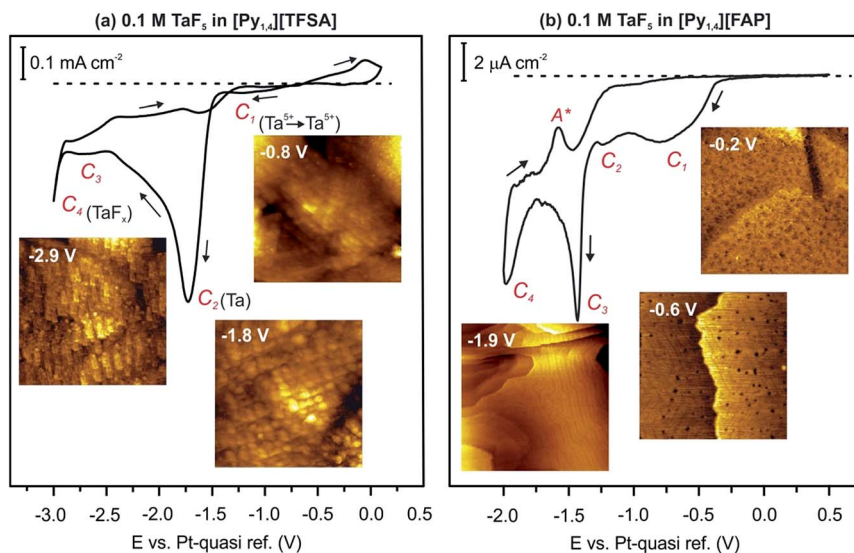 (a) 0.1 M TaF₅ in [Py₁,₄][TFSA]
0.1 mA cm⁻²
C₁ (Ta⁵⁺→Ta⁵⁺)
-0.8 V
C₃
C₄ (TaFₓ)
-2.9 V
C₂ (Ta)
-1.8 V
-3.0 -2.5 -2.0 -1.5 -1.0 -0.5 0.0 0.5
E vs. Pt-quasi ref. (V)
(b) 0.1 M TaF₅ in [Py₁,₄][FAP]
2 μA cm⁻²
A*
C₂
C₁
-0.2 V
C₄
C₃
-0.6 V
-1.9 V
-2.0 -1.5 -1.0 -0.5 0.0 0.5
E vs. Pt-quasi ref. (V)